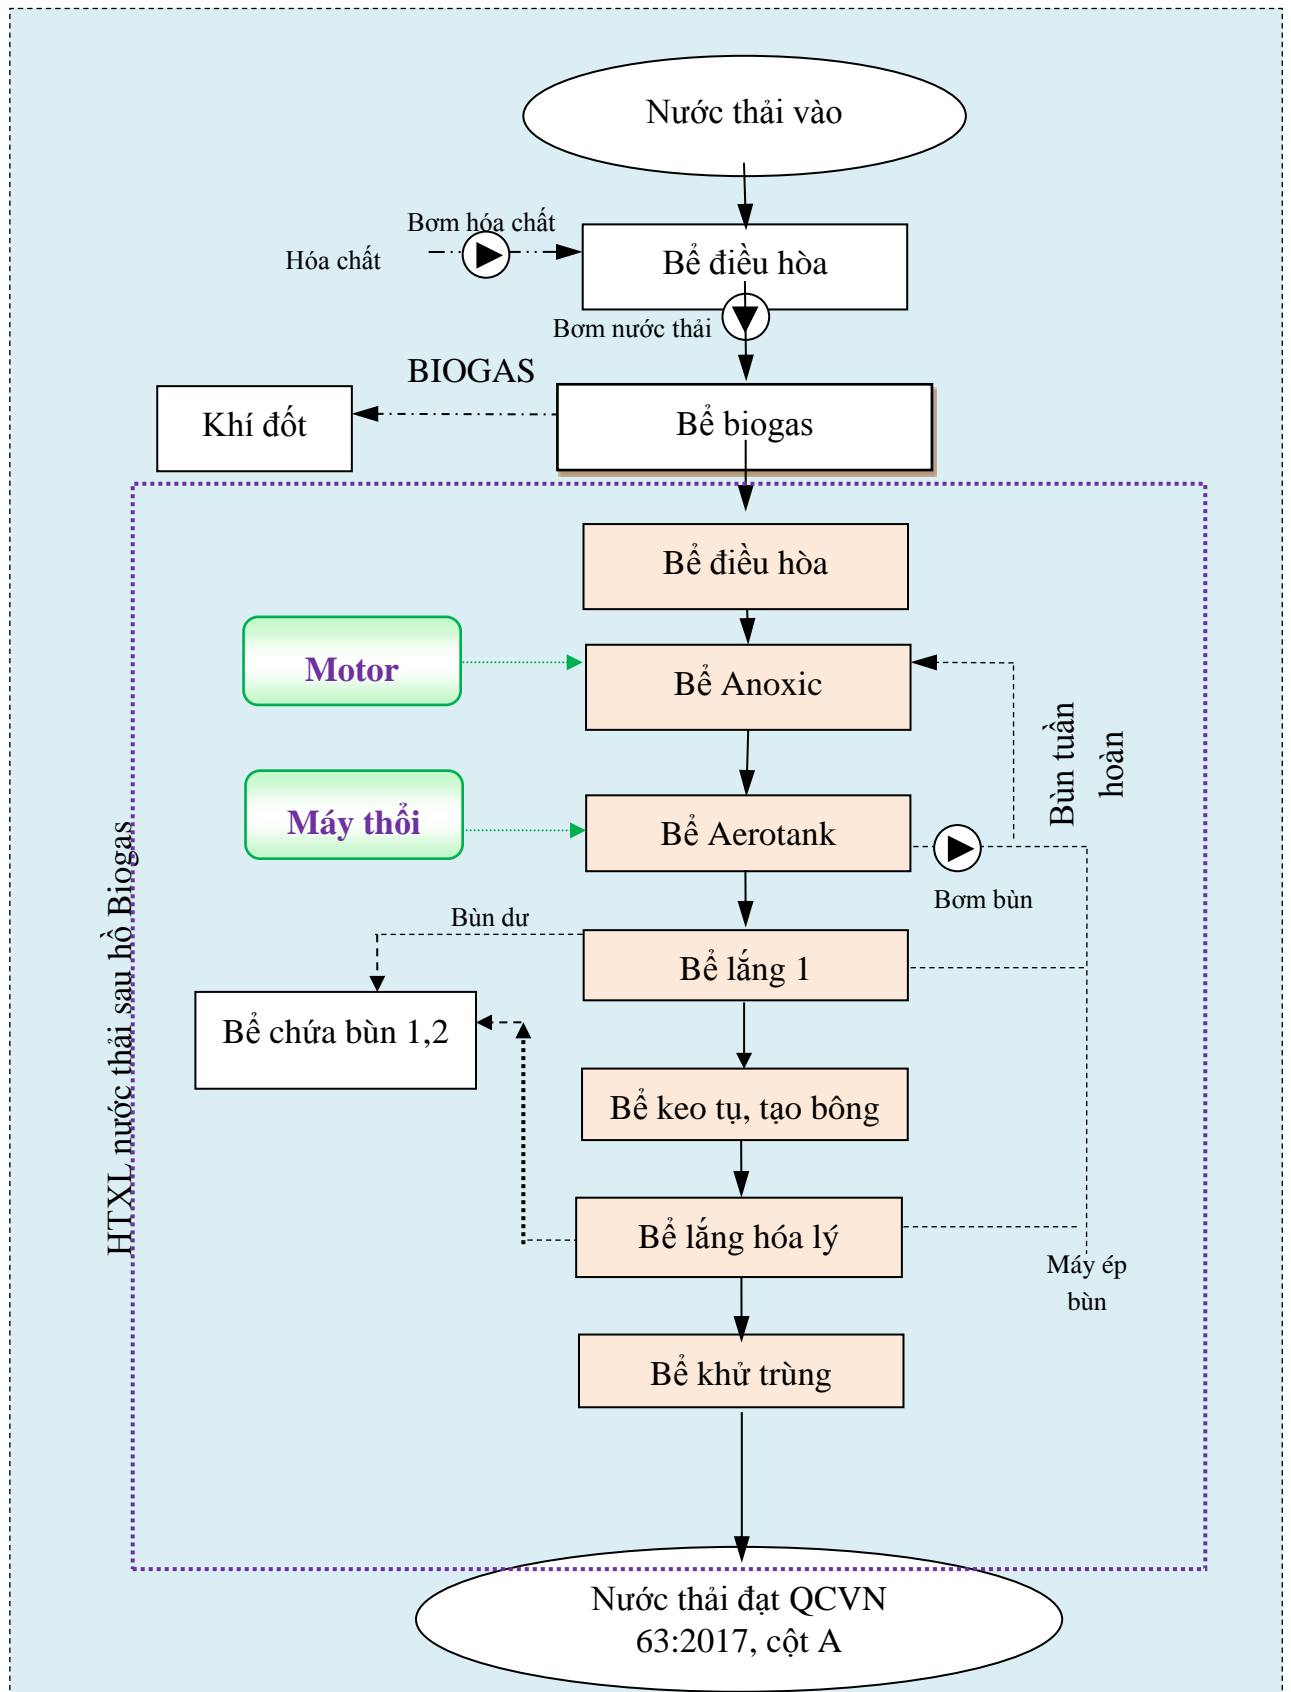 Nước thải vào
Bơm hóa chất
Hóa chất
Bể điều hòa
Bơm nước thải
BIOGAS
Khí đốt
Bể biogas
Bể điều hòa
Motor
Bể Anoxic
Bùn tuần
hoàn
Máy thổi
Bể Aerotank
Bơm bùn
HTXL nước thải sau hồ Biogas
Bùn dư
Bể lắng 1
Bể chứa bùn 1,2
Bể keo tụ, tạo bông
Bể lắng hóa lý
Máy ép
bùn
Bể khử trùng
Nước thải đạt QCVN
63:2017, cột A